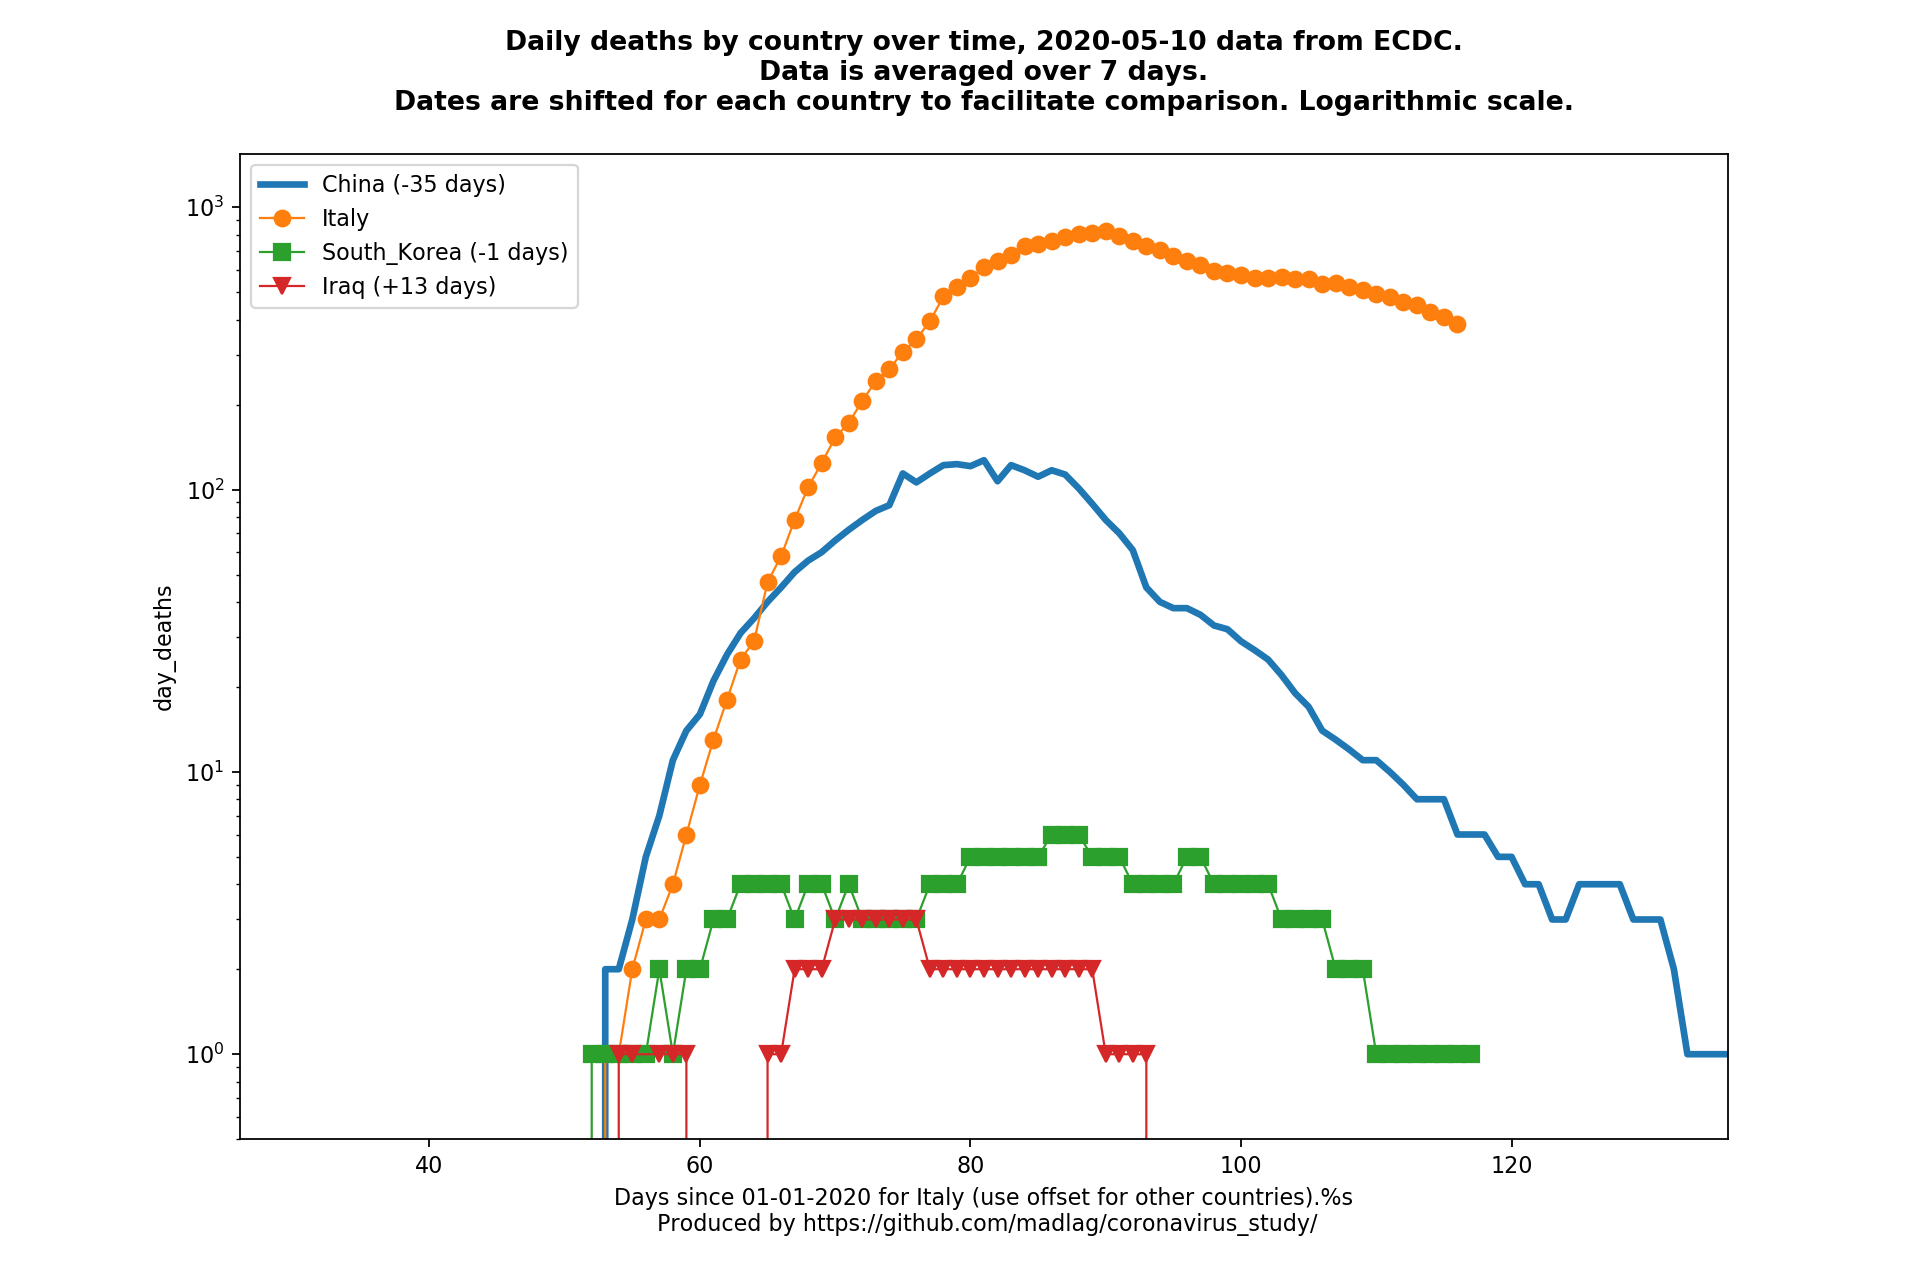 Daily deaths by country over time, 2020-05-10 data from ECDC.
Data is averaged over 7 days.
Dates are shifted for each country to facilitate comparison. Logarithmic scale.
China (-35 days)
Italy
South_Korea (-1 days)
Iraq (+13 days)
10³
10²
10¹
10⁰
day_deaths
40 60 80 100 120
Days since 01-01-2020 for Italy (use offset for other countries).%s
Produced by https://github.com/madlag/coronavirus_study/